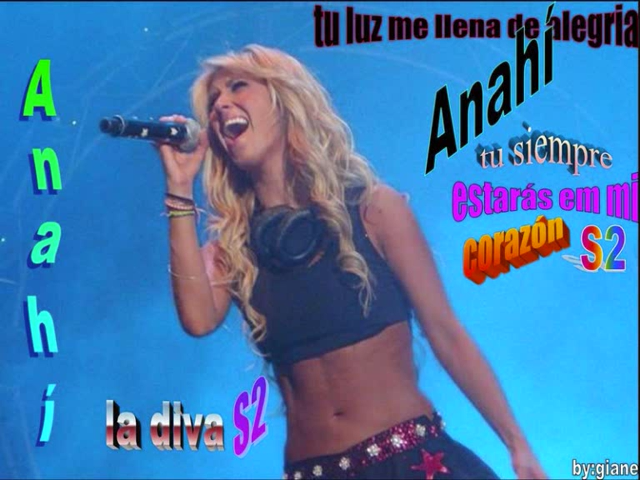 tu luz me llena de alegria
Anahí
Anahí
tu siempre
estarás em mi
corazón S2
la diva S2
by:giane